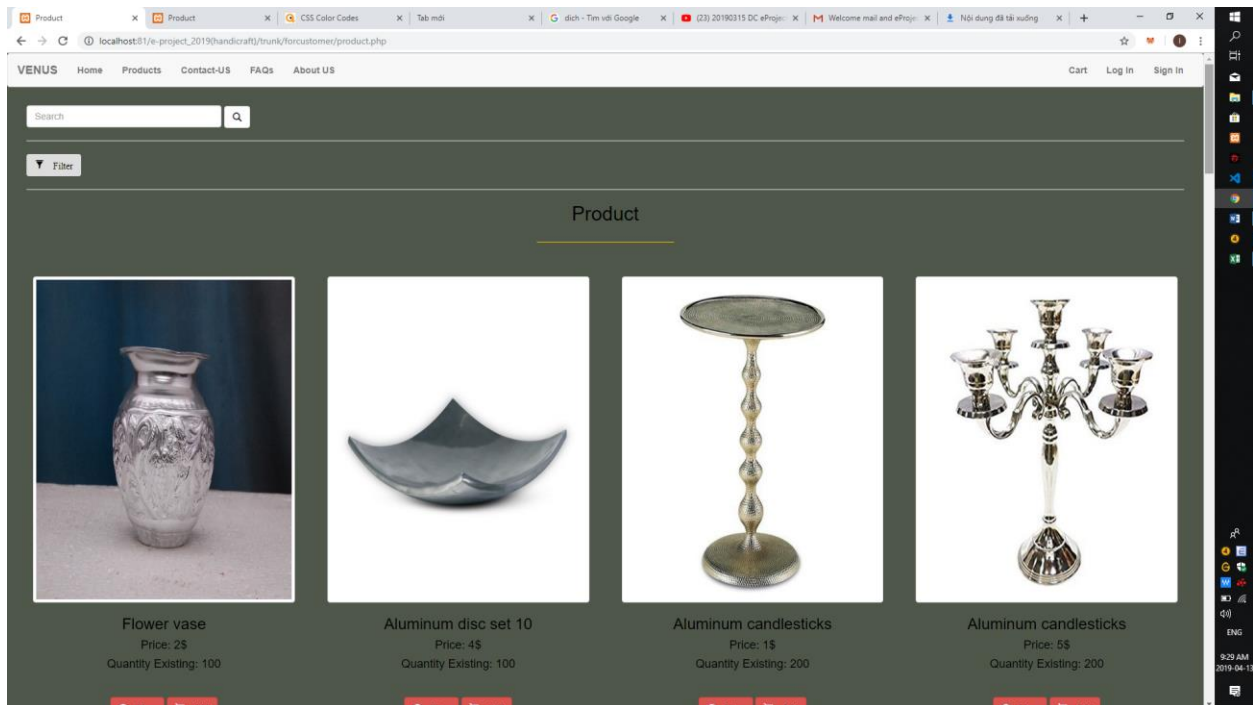 Product
Product
CSS Color Codes
Tab mới
dich - Tìm với Google
(23) 20190315 DC eProjec
Welcome mail and eProje
Nội dung đã tải xuống
localhost:81/e-project_2019(handicraft)/trunk/forcustomer/product.php
VENUS Home Products Contact-US FAQs About US Cart Log In Sign In
Search
Filter
Product
Flower vase
Price: 2$
Quantity Existing: 100
Aluminum disc set 10
Price: 4$
Quantity Existing: 100
Aluminum candlesticks
Price: 1$
Quantity Existing: 200
Aluminum candlesticks
Price: 5$
Quantity Existing: 200
ENG
9:29 AM
2019-04-13